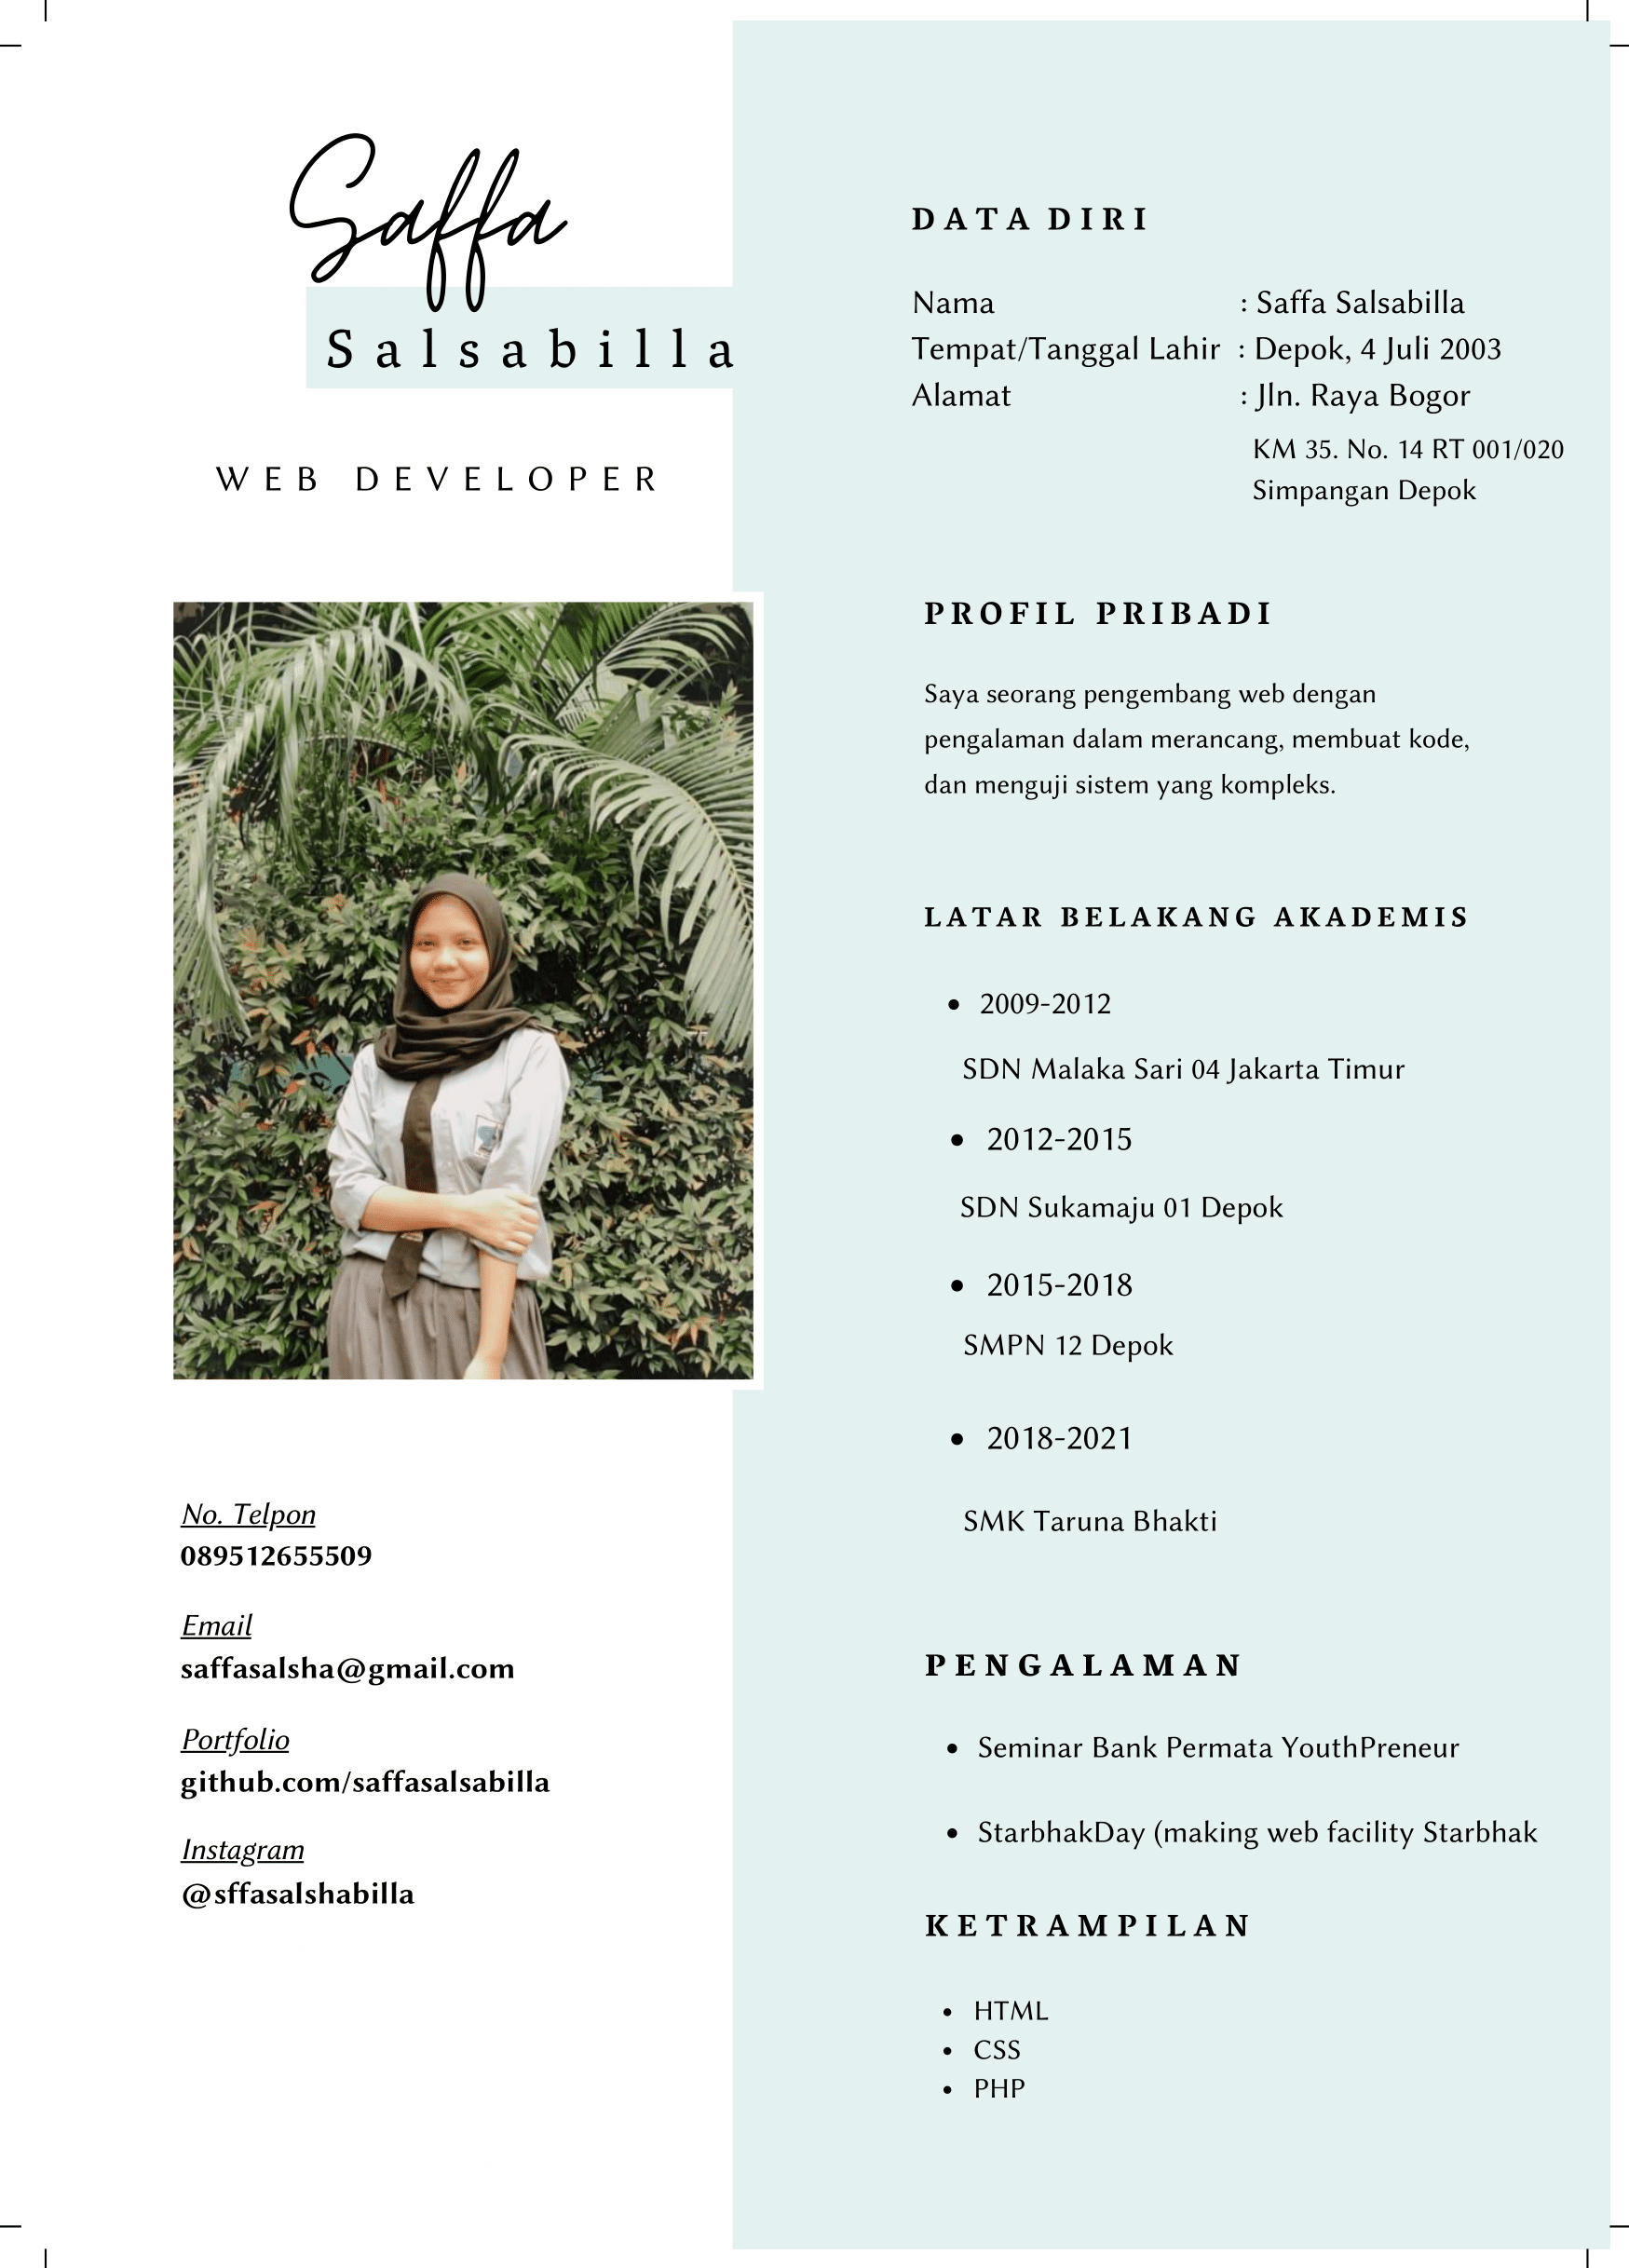 Saffa
Salsabilla
WEB DEVELOPER
No. Telpon
089512655509
Email
saffasalsha@gmail.com
Portfolio
github.com/saffasalsabilla
Instagram
@sffasalshabilla
DATA DIRI
Nama : Saffa Salsabilla
Tempat/Tanggal Lahir : Depok, 4 Juli 2003
Alamat : Jln. Raya Bogor
KM 35. No. 14 RT 001/020
Simpangan Depok
PROFIL PRIBADI
Saya seorang pengembang web dengan
pengalaman dalam merancang, membuat kode,
dan menguji sistem yang kompleks.
LATAR BELAKANG AKADEMIS
• 2009-2012
SDN Malaka Sari 04 Jakarta Timur
• 2012-2015
SDN Sukamaju 01 Depok
• 2015-2018
SMPN 12 Depok
• 2018-2021
SMK Taruna Bhakti
PENGALAMAN
• Seminar Bank Permata YouthPreneur
• StarbhakDay (making web facility Starbhak
KETRAMPILAN
• HTML
• CSS
• PHP